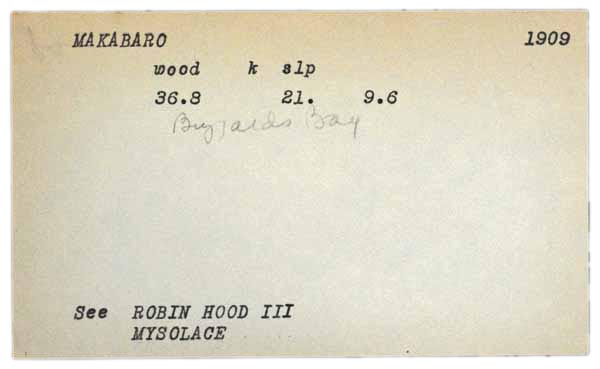 MAKABARO 1909
wood k slp
36.8 21. 9.6
Buzzards Bay
See ROBIN HOOD III
MYSOLACE